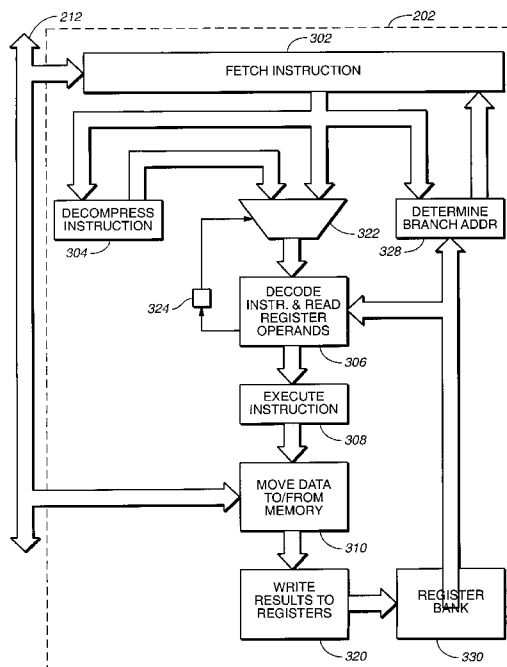 212
202
302
FETCH INSTRUCTION
DECOMPRESS
INSTRUCTION
304
322
DETERMINE
BRANCH ADDR
328
324
DECODE
INSTR. & READ
REGISTER
OPERANDS
306
EXECUTE
INSTRUCTION
308
MOVE DATA
TO/FROM
MEMORY
310
WRITE
RESULTS TO
REGISTERS
320
REGISTER
BANK
330